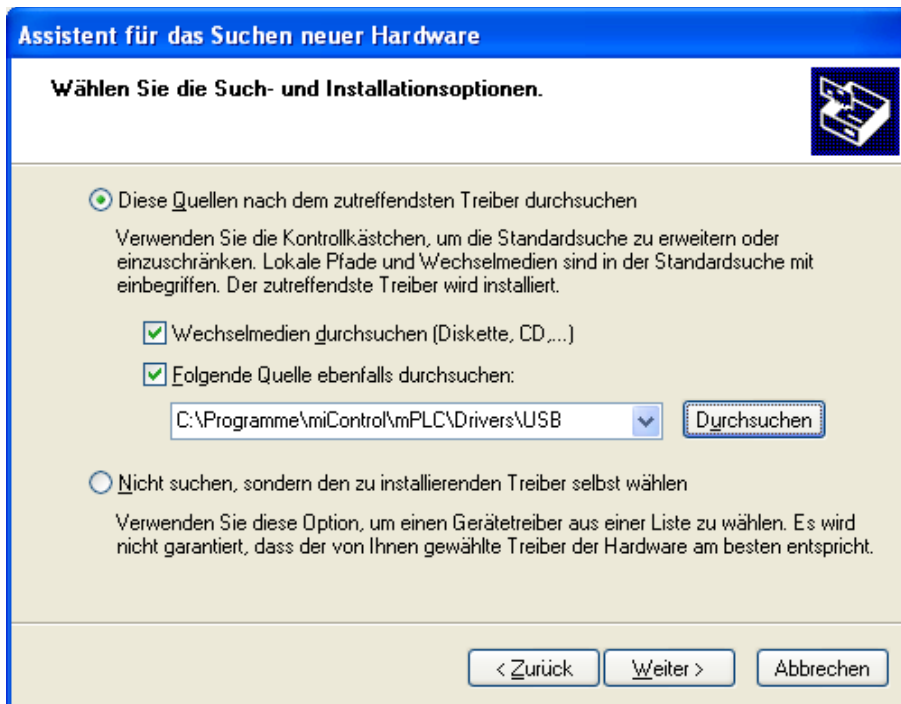 Assistent für das Suchen neuer Hardware
Wählen Sie die Such- und Installationsoptionen.
Diese Quellen nach dem zutreffendsten Treiber durchsuchen
Verwenden Sie die Kontrollkästchen, um die Standardsuche zu erweitern oder
einzuschränken. Lokale Pfade und Wechselmedien sind in der Standardsuche mit
einbegriffen. Der zutreffendste Treiber wird installiert.
Wechselmedien durchsuchen (Diskette, CD,...)
Folgende Quelle ebenfalls durchsuchen:
C:\Programme\miControl\mPLC\Drivers\USB Durchsuchen
Nicht suchen, sondern den zu installierenden Treiber selbst wählen
Verwenden Sie diese Option, um einen Gerätetreiber aus einer Liste zu wählen. Es wird
nicht garantiert, dass der von Ihnen gewählte Treiber der Hardware am besten entspricht.
< Zurück Weiter > Abbrechen